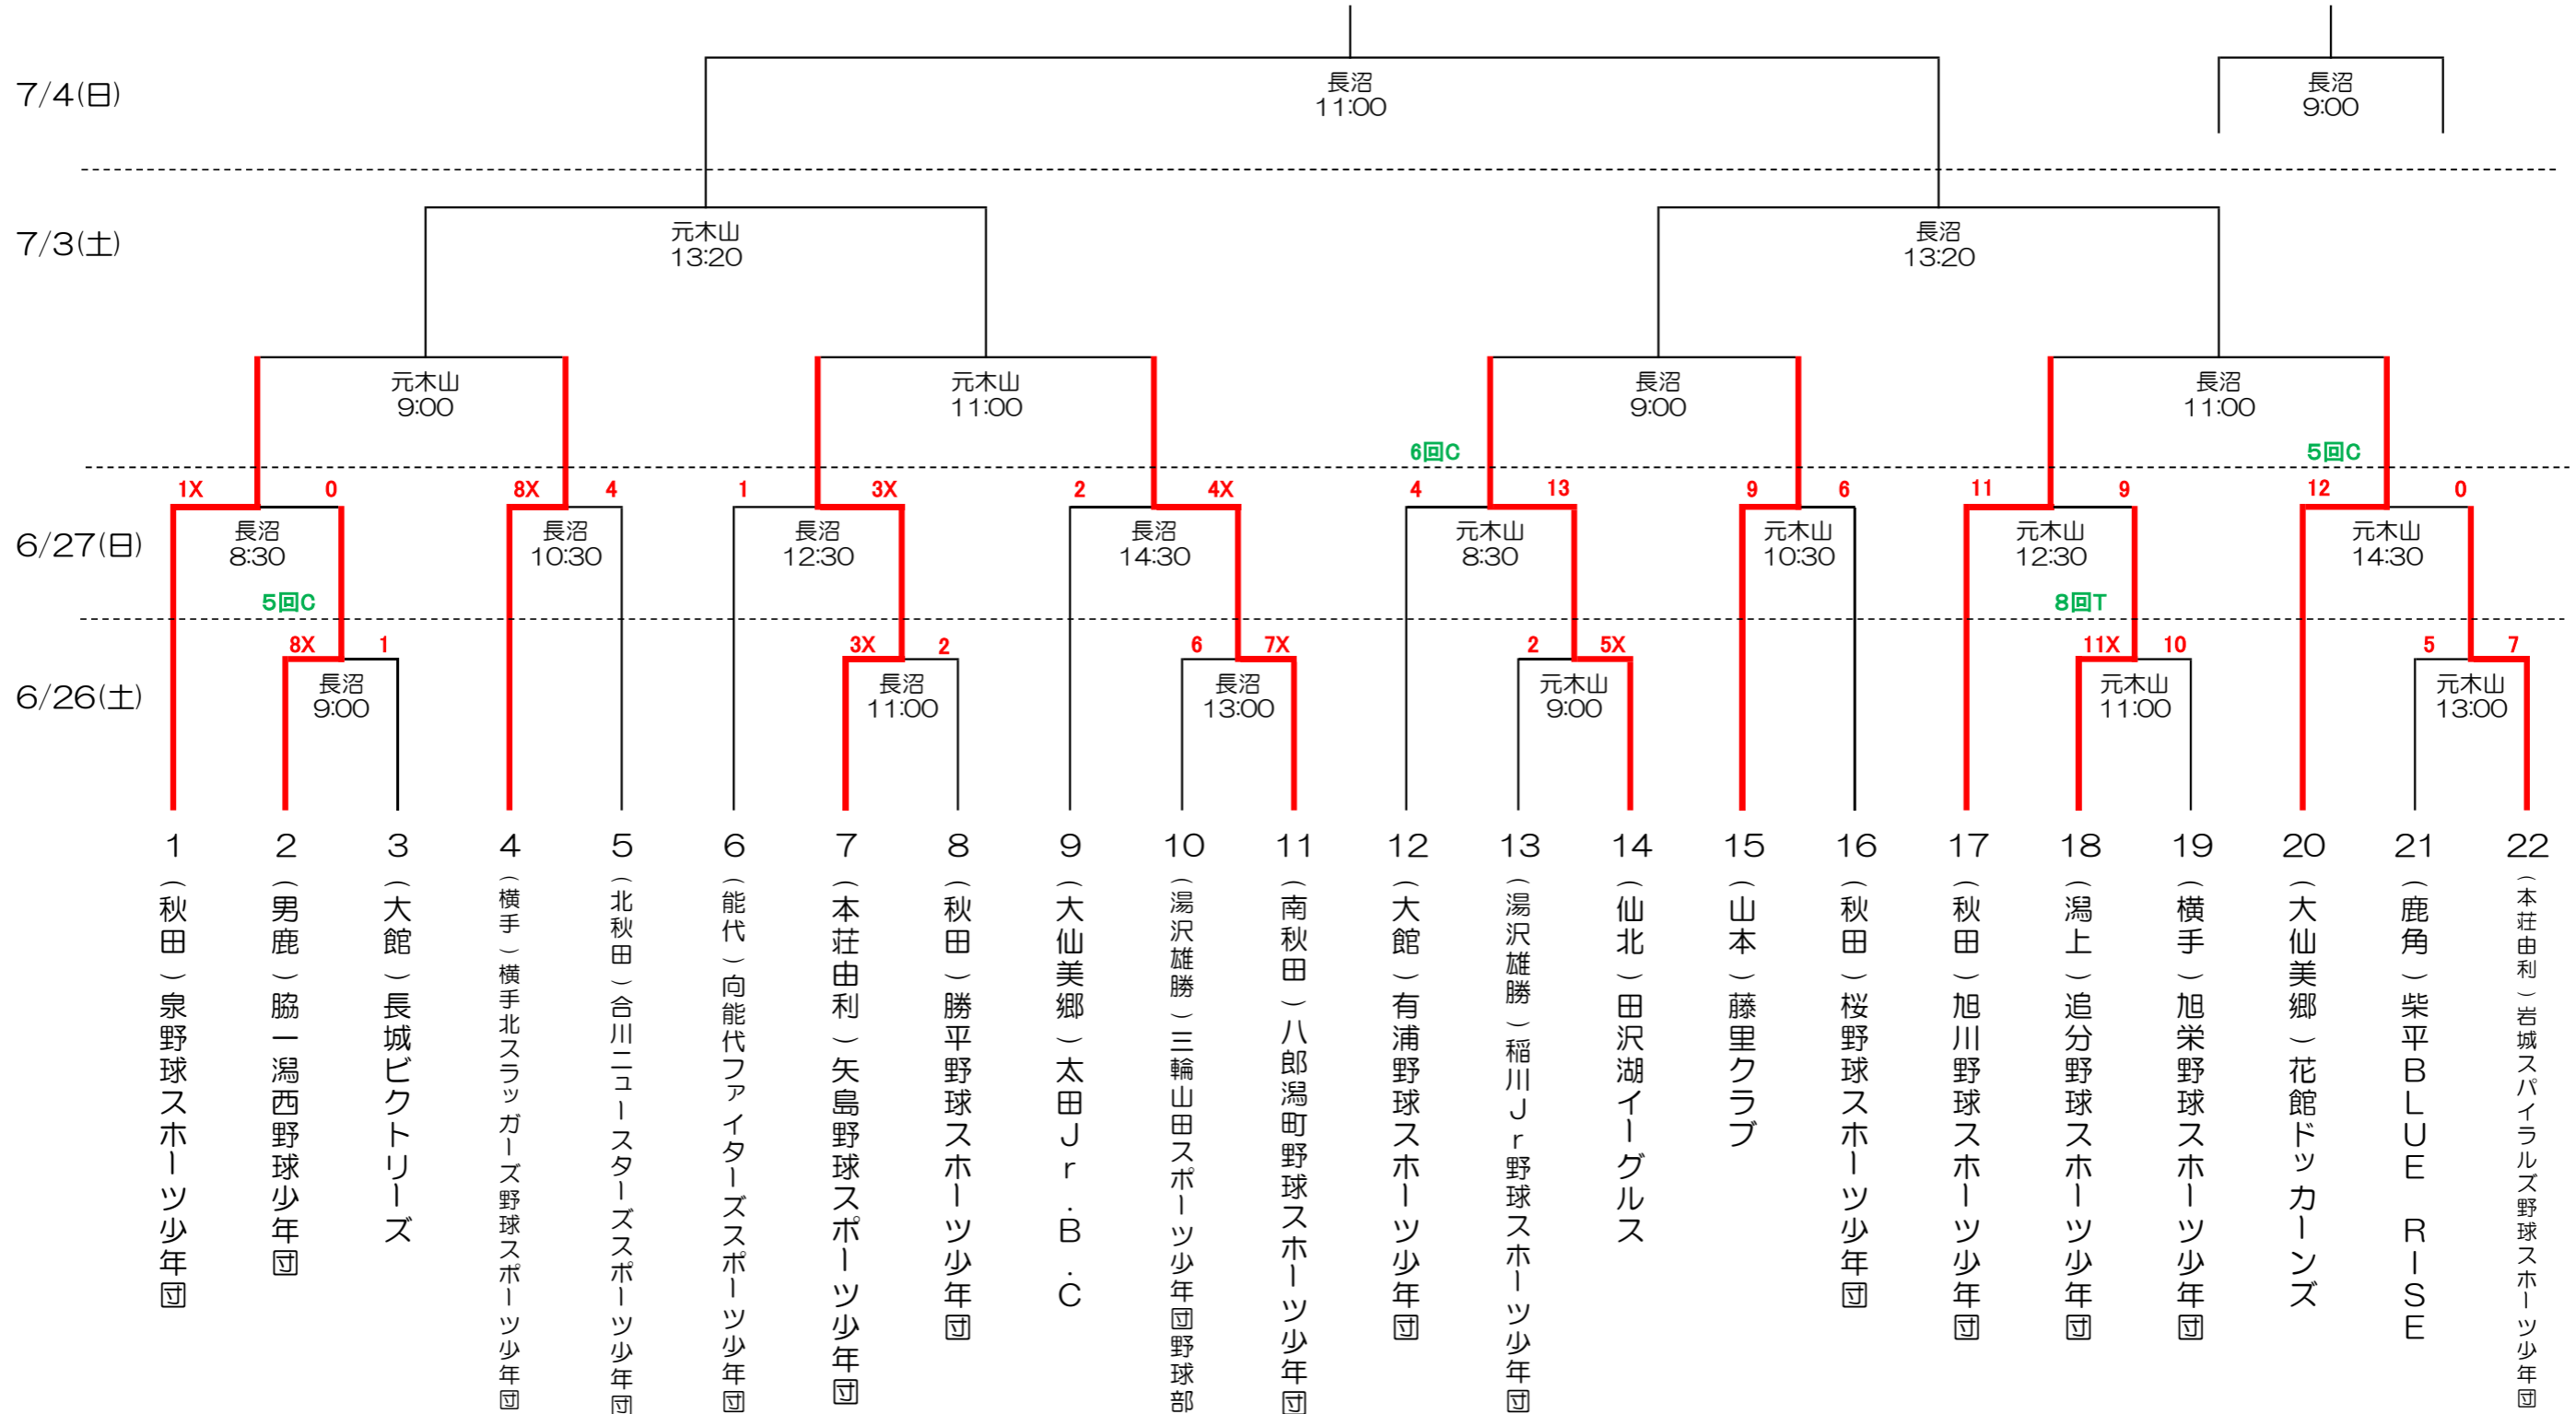 7/4(日)
長沼
11:00
長沼
9:00
7/3(土)
元木山
13:20
長沼
13:20
元木山
9:00
元木山
11:00
長沼
9:00
長沼
11:00
6回C
5回C
1X 0 8X 4 1 3X 2 4X 4 13 9 6 11 9 12 0
6/27(日)
長沼
8:30
長沼
10:30
長沼
12:30
長沼
14:30
元木山
8:30
元木山
10:30
元木山
12:30
元木山
14:30
5回C
8回T
8X 1 3X 2 6 7X 2 5X 11X 10 5 7
6/26(土)
長沼
9:00
長沼
11:00
長沼
13:00
元木山
9:00
元木山
11:00
元木山
13:00
1 2 3 4 5 6 7 8 9 10 11 12 13 14 15 16 17 18 19 20 21 22
(秋田)泉野球スポーツ少年団
(男鹿)脇一潟西野球少年団
(大館)長城ビクトリーズ
(横手)横手北スラッガーズ野球スポーツ少年団
(北秋田)合川ニュースターズスポーツ少年団
(能代)向能代ファイターズスポーツ少年団
(本荘由利)矢島野球スポーツ少年団
(秋田)勝平野球スポーツ少年団
(大仙美郷)太田Jr.B.C
(湯沢雄勝)三輪山田スポーツ少年団野球部
(南秋田)八郎潟町野球スポーツ少年団
(大館)有浦野球スポーツ少年団
(湯沢雄勝)稲川Jr野球スポーツ少年団
(仙北)田沢湖イーグルス
(山本)藤里クラブ
(秋田)桜野球スポーツ少年団
(秋田)旭川野球スポーツ少年団
(潟上)追分野球スポーツ少年団
(横手)旭栄野球スポーツ少年団
(大仙美郷)花館ドッカーンズ
(鹿角)柴平BLUE RISE
(本荘由利)岩城スパイラルズ野球スポーツ少年団